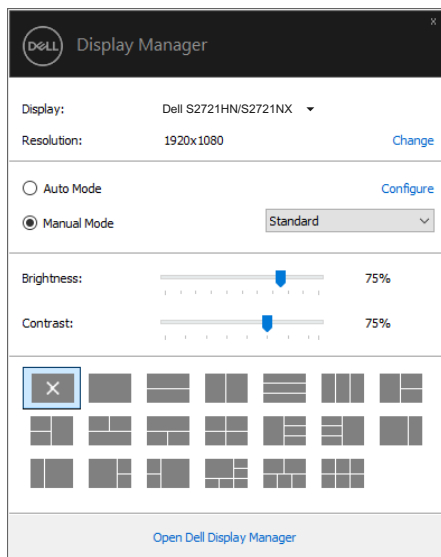 x
DELL Display Manager
Display: Dell S2721HN/S2721NX
Resolution: 1920x1080 Change
Auto Mode Configure
Manual Mode Standard
Brightness: 75%
Contrast: 75%
Open Dell Display Manager